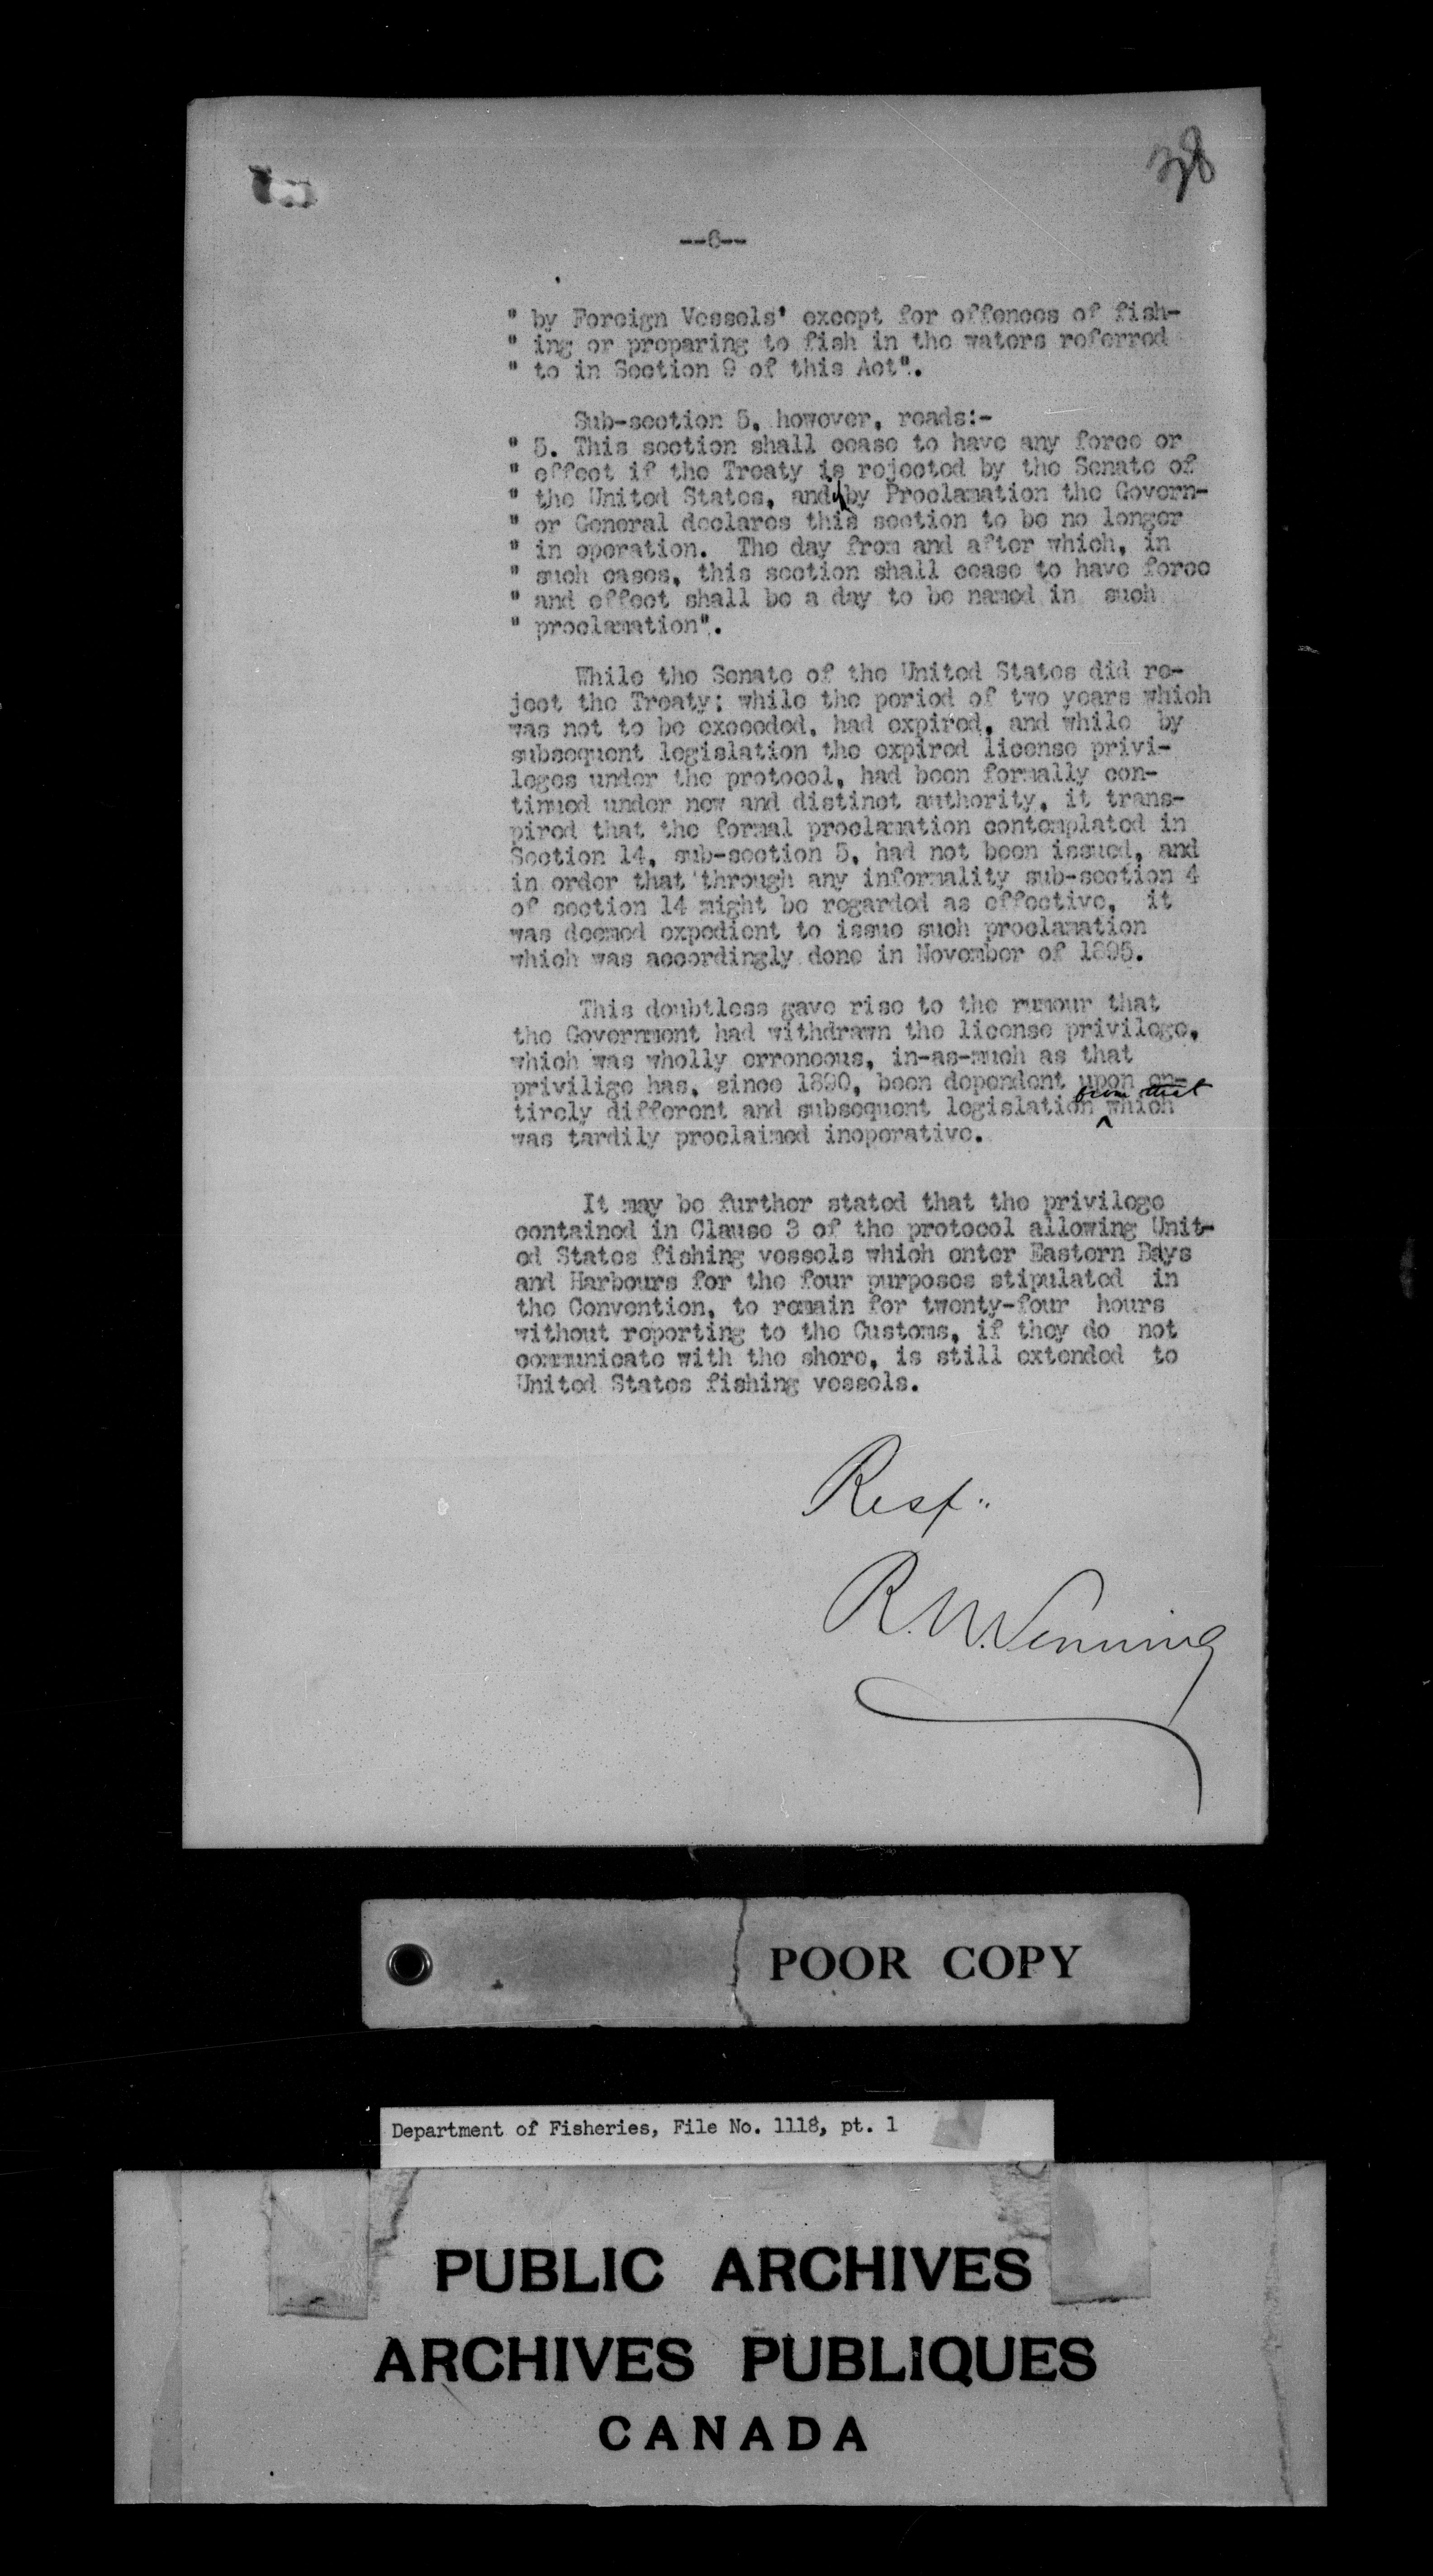 38
--6--
" by Foreign Vessels' except for offences of fish-
" ing or preparing to fish in the waters referred
" to in Section 9 of this Act".
Sub-section 5, however, reads:-
" 5. This section shall cease to have any force or
" effect if the Treaty is rejected by the Senate of
" the United States, and by Proclamation the Govern-
" or General declares this section to be no longer
" in operation. The day from and after which, in
" such cases, this section shall cease to have force
" and effect shall be a day to be named in such
" proclamation".
While the Senate of the United States did re-
ject the Treaty; while the period of two years which
was not to be exceeded, had expired, and while by
subsequent legislation the expired license privi-
leges under the protocol, had been formally con-
tinued under new and distinct authority, it trans-
pired that the formal proclamation contemplated in
Section 14, sub-section 5, had not been issued, and
in order that through any informality sub-section 4
of section 14 might be regarded as effective, it
was deemed expedient to issue such proclamation
which was accordingly done in November of 1895.
This doubtless gave rise to the rumour that
the Government had withdrawn the license privilege,
which was wholly erroneous, in-as-much as that
privilige has, since 1890, been dependent upon en-
from that
tirely different and subsequent legislation ^ which
was tardily proclaimed inoperative.
It may be further stated that the privilege
contained in Clause 3 of the protocol allowing Unit-
ed States fishing vessels which enter Eastern Bays
and Harbours for the four purposes stipulated in
the Convention, to remain for twenty-four hours
without reporting to the Customs, if they do not
communicate with the shore, is still extended to
United States fishing vessels.
Resp.
R. N. Venning
POOR COPY
Department of Fisheries, File No. 1118, pt. 1
PUBLIC ARCHIVES
ARCHIVES PUBLIQUES
CANADA